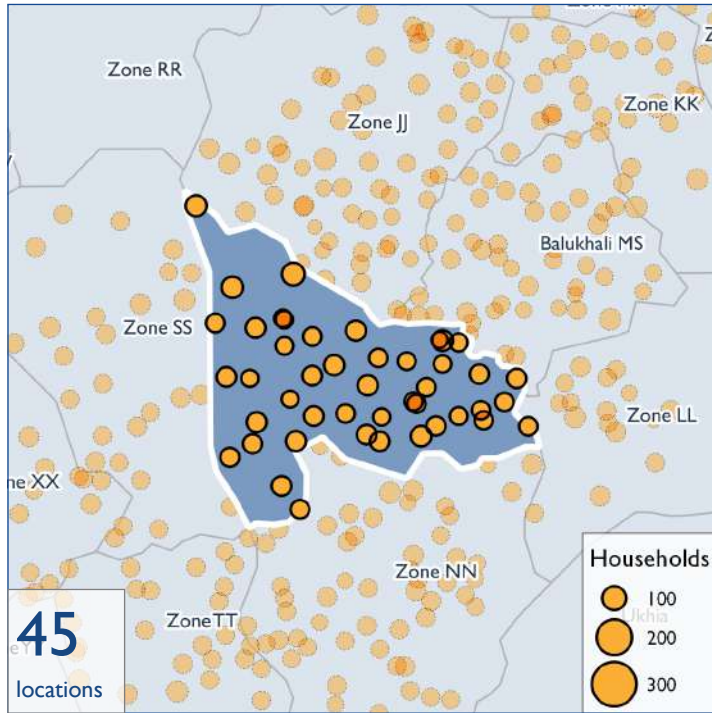 Zone RR
Zone JJ
Zone KK
Balukhali MS
Zone SS
Zone LL
ne XX
Zone NN
Zone TT
Households
100
200
300
Ukhia
45
locations